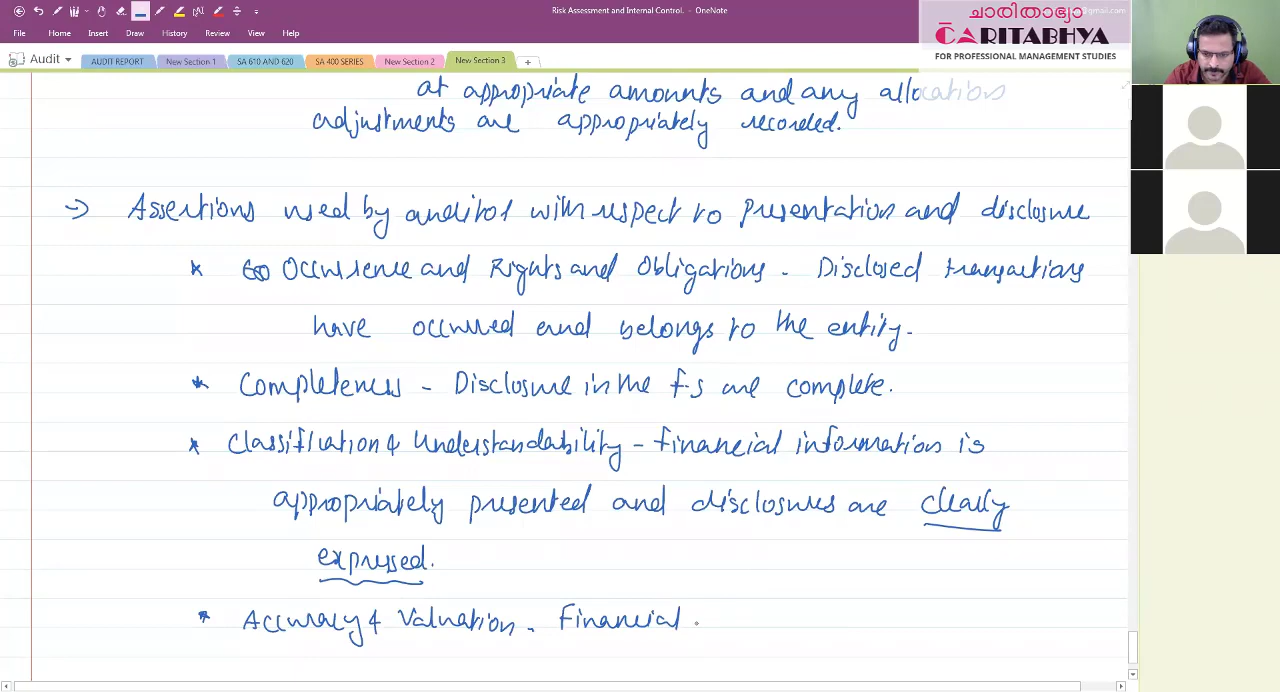 Risk Assessment and Internal Control. - OneNote
@gmail.com
ചാരിതാഭ്യാ
CARITABHYA
FOR PROFESSIONAL MANAGEMENT STUDIES
File Home Insert Draw History Review View Help
Audit AUDIT REPORT New Section 1 SA 610 AND 620 SA 400 SERIES New Section 2 New Section 3 +
at appropriate amounts and any allocations
adjustments are appropriately recorded.
→ Assertions used by auditor with respect to presentation and disclosure
* Occurrence and Rights and Obligations - Disclosed transactions
have occurred and belongs to the entity.
* Completeness - Disclosure in the f.s are complete.
* Classification & Understandability - financial information is
appropriately presented and disclosures are clearly
expressed.
* Accuracy & Valuation - financial